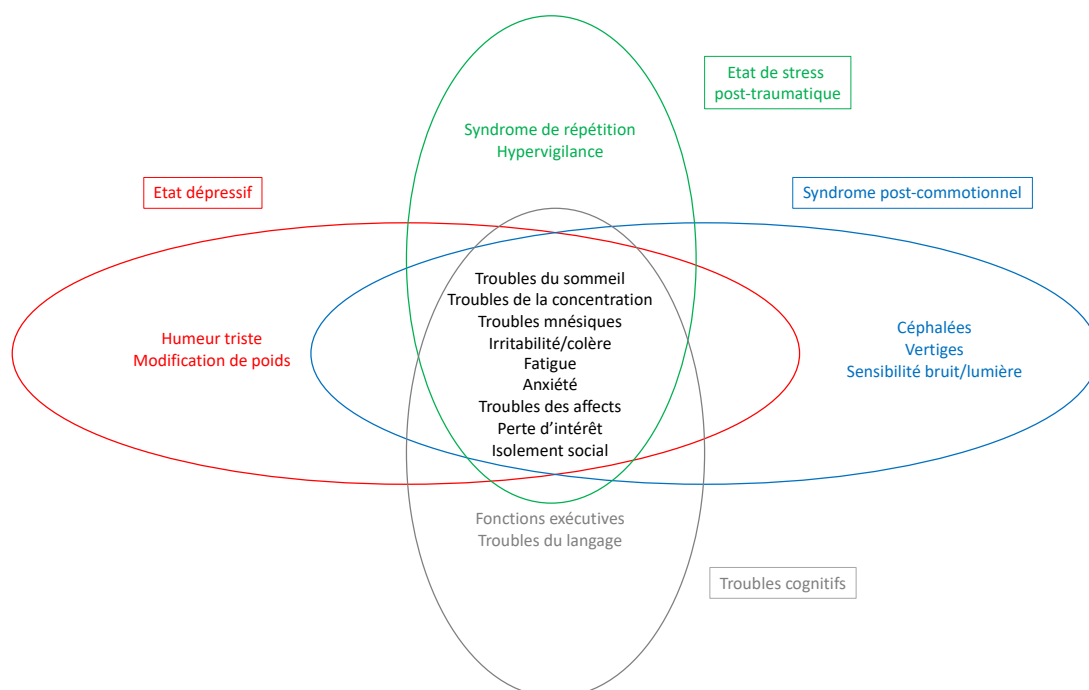 Etat de stress
post-traumatique
Syndrome de répétition
Hypervigilance
Etat dépressif
Syndrome post-commotionnel
Troubles du sommeil
Troubles de la concentration
Troubles mnésiques
Irritabilité/colère
Fatigue
Anxiété
Troubles des affects
Perte d'intérêt
Isolement social
Humeur triste
Modification de poids
Céphalées
Vertiges
Sensibilité bruit/lumière
Fonctions exécutives
Troubles du langage
Troubles cognitifs